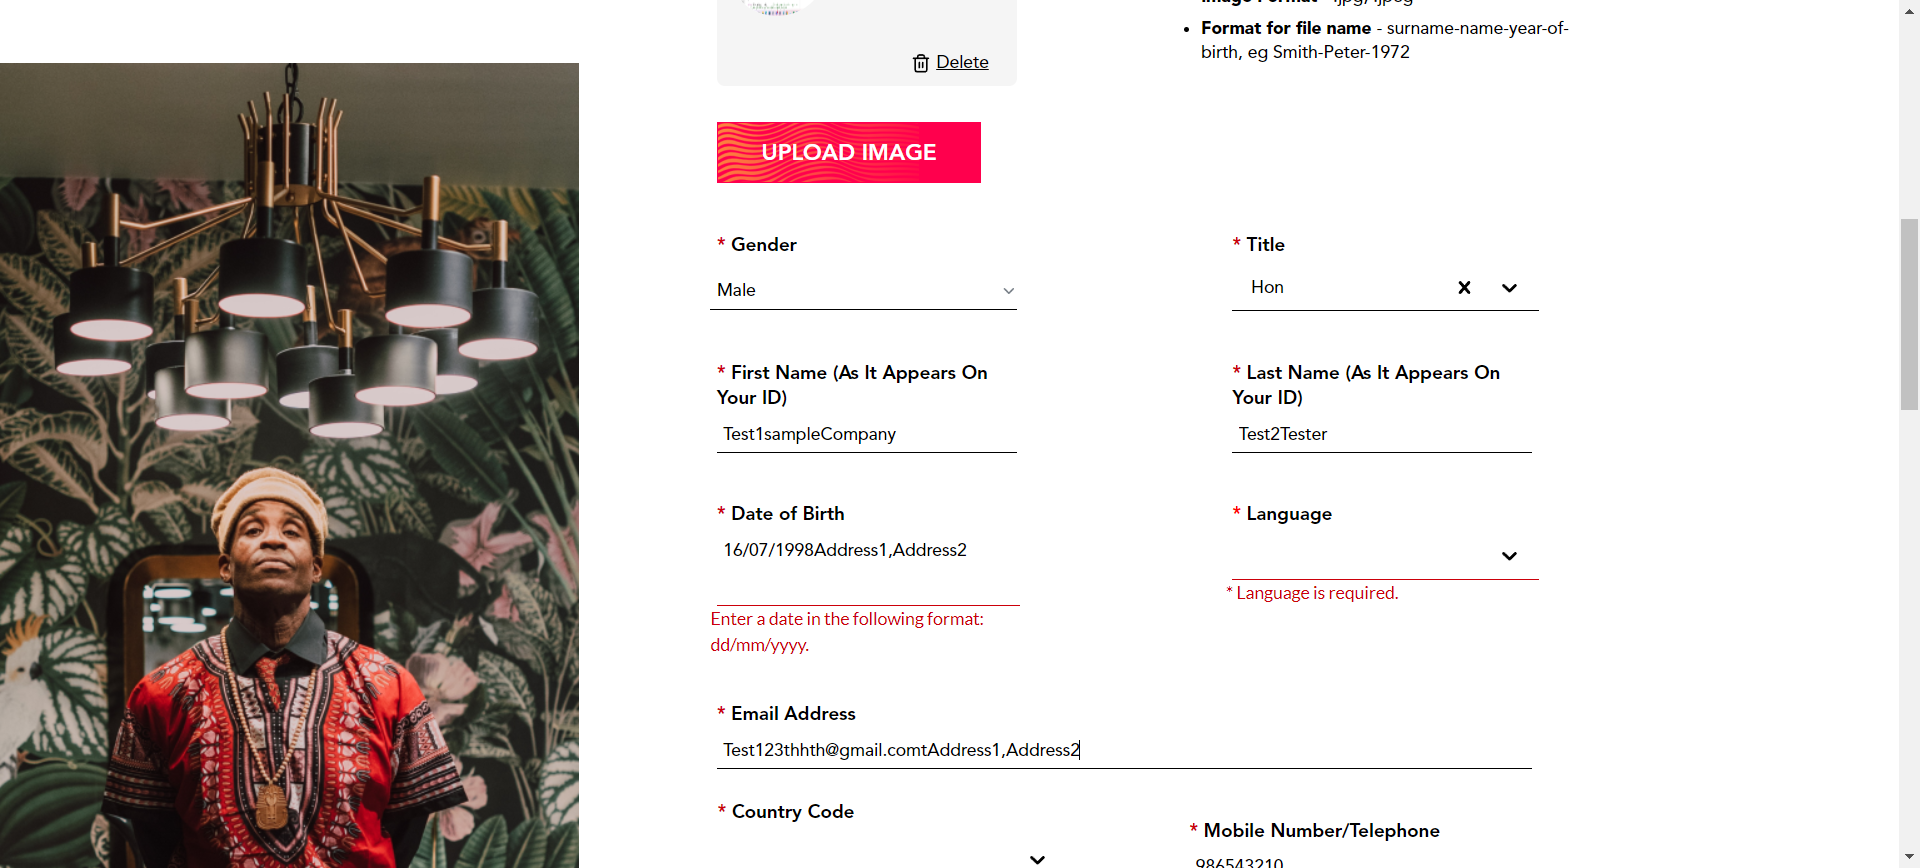 Format for file name - surname-name-year-of-
birth, eg Smith-Peter-1972
Delete
UPLOAD IMAGE
* Gender
Male
* Title
Hon
* First Name (As It Appears On
Your ID)
Test1sampleCompany
* Last Name (As It Appears On
Your ID)
Test2Tester
* Date of Birth
16/07/1998Address1,Address2
Enter a date in the following format:
dd/mm/yyyy.
* Language
* Language is required.
* Email Address
Test123thhth@gmail.comtAddress1,Address2
* Country Code
* Mobile Number/Telephone
986543210